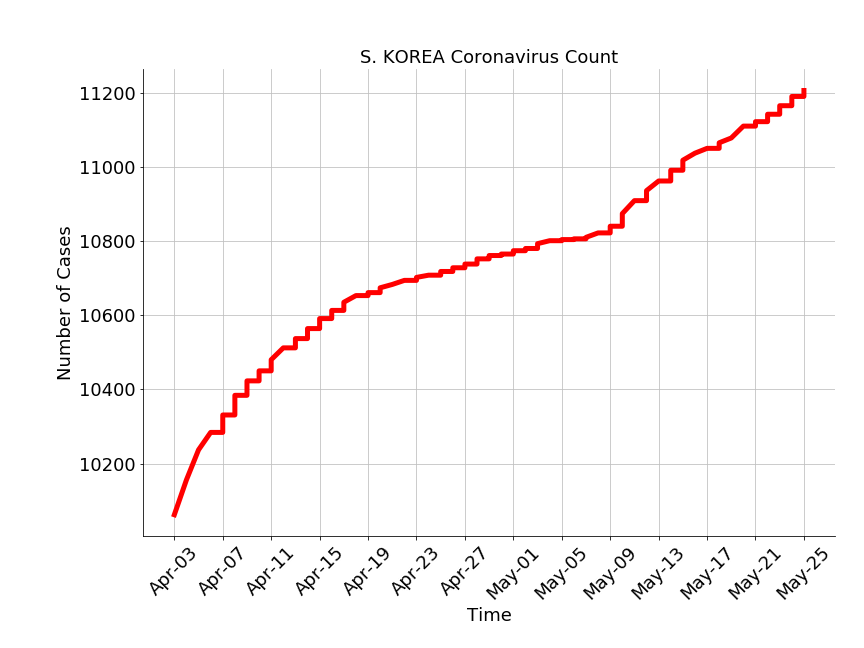 S. KOREA Coronavirus Count
Number of Cases
11200
11000
10800
10600
10400
10200
Apr-03
Apr-07
Apr-11
Apr-15
Apr-19
Apr-23
Apr-27
May-01
May-05
May-09
May-13
May-17
May-21
May-25
Time